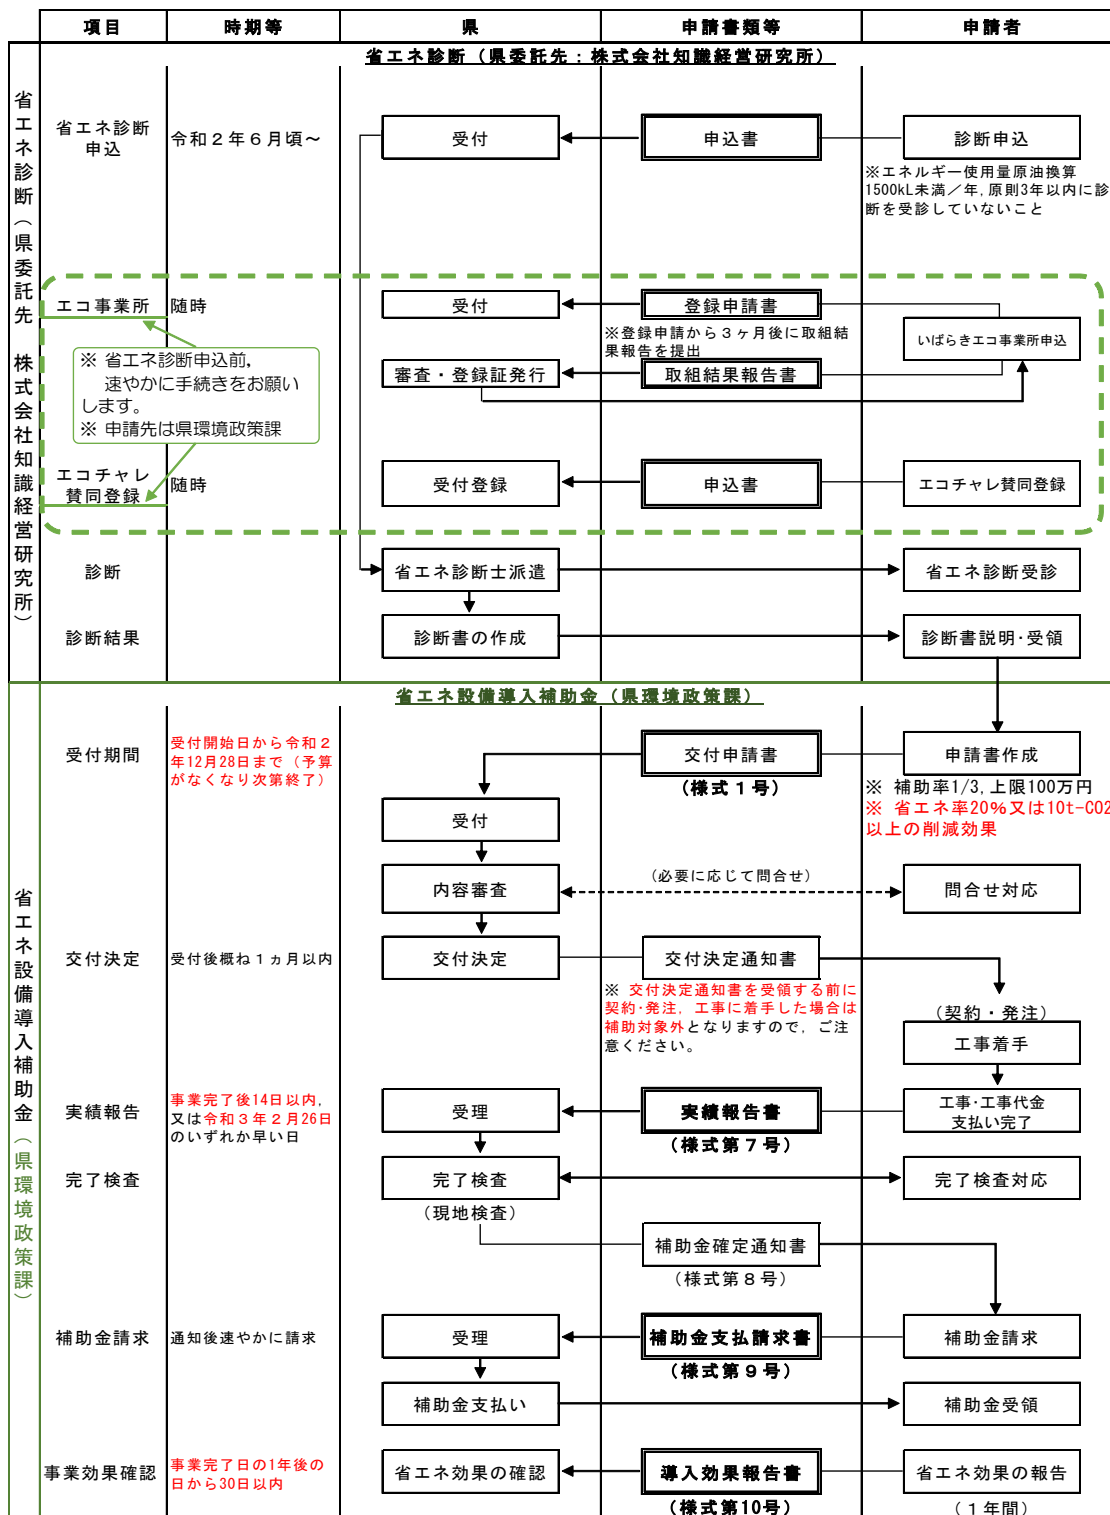 項目 時期等 県 申請書類等 申請者
省エネ診断（県委託先：株式会社知識経営研究所）
省エネ診断（県委託先 株式会社知識経営研究所）
省エネ診断
申込
令和２年６月頃～
受付
申込書
診断申込
※エネルギー使用量原油換算
1500kL未満／年,原則3年以内に診
断を受診していないこと
エコ事業所
随時
受付
登録申請書
※登録申請から３ヶ月後に取組結
果報告を提出
いばらきエコ事業所申込
※ 省エネ診断申込前，
速やかに手続きをお願い
します。
※ 申請先は県環境政策課
審査・登録証発行
取組結果報告書
エコチャレ
賛同登録
随時
受付登録
申込書
エコチャレ賛同登録
診断
省エネ診断士派遣
省エネ診断受診
診断結果
診断書の作成
診断書説明・受領
省エネ設備導入補助金（県環境政策課）
省エネ設備導入補助金（県環境政策課）
受付期間
受付開始日から令和２
年12月28日まで（予算
がなくなり次第終了）
交付申請書
(様式１号)
申請書作成
※ 補助率1/3,上限100万円
※ 省エネ率20%又は10t-CO2
以上の削減効果
受付
内容審査
(必要に応じて問合せ)
問合せ対応
交付決定
受付後概ね１ヵ月以内
交付決定
交付決定通知書
※ 交付決定通知書を受領する前に
契約・発注，工事に着手した場合は
補助対象外となりますので，ご注
意ください。
(契約・発注)
工事着手
実績報告
事業完了後14日以内，
又は令和３年２月26日
のいずれか早い日
受理
実績報告書
(様式第７号)
工事・工事代金
支払い完了
完了検査
完了検査
(現地検査)
完了検査対応
補助金確定通知書
(様式第８号)
補助金請求
通知後速やかに請求
受理
補助金支払請求書
(様式第９号)
補助金請求
補助金支払い
補助金受領
事業効果確認
事業完了日の1年後の
日から30日以内
省エネ効果の確認
導入効果報告書
(様式第10号)
省エネ効果の報告
(１年間)